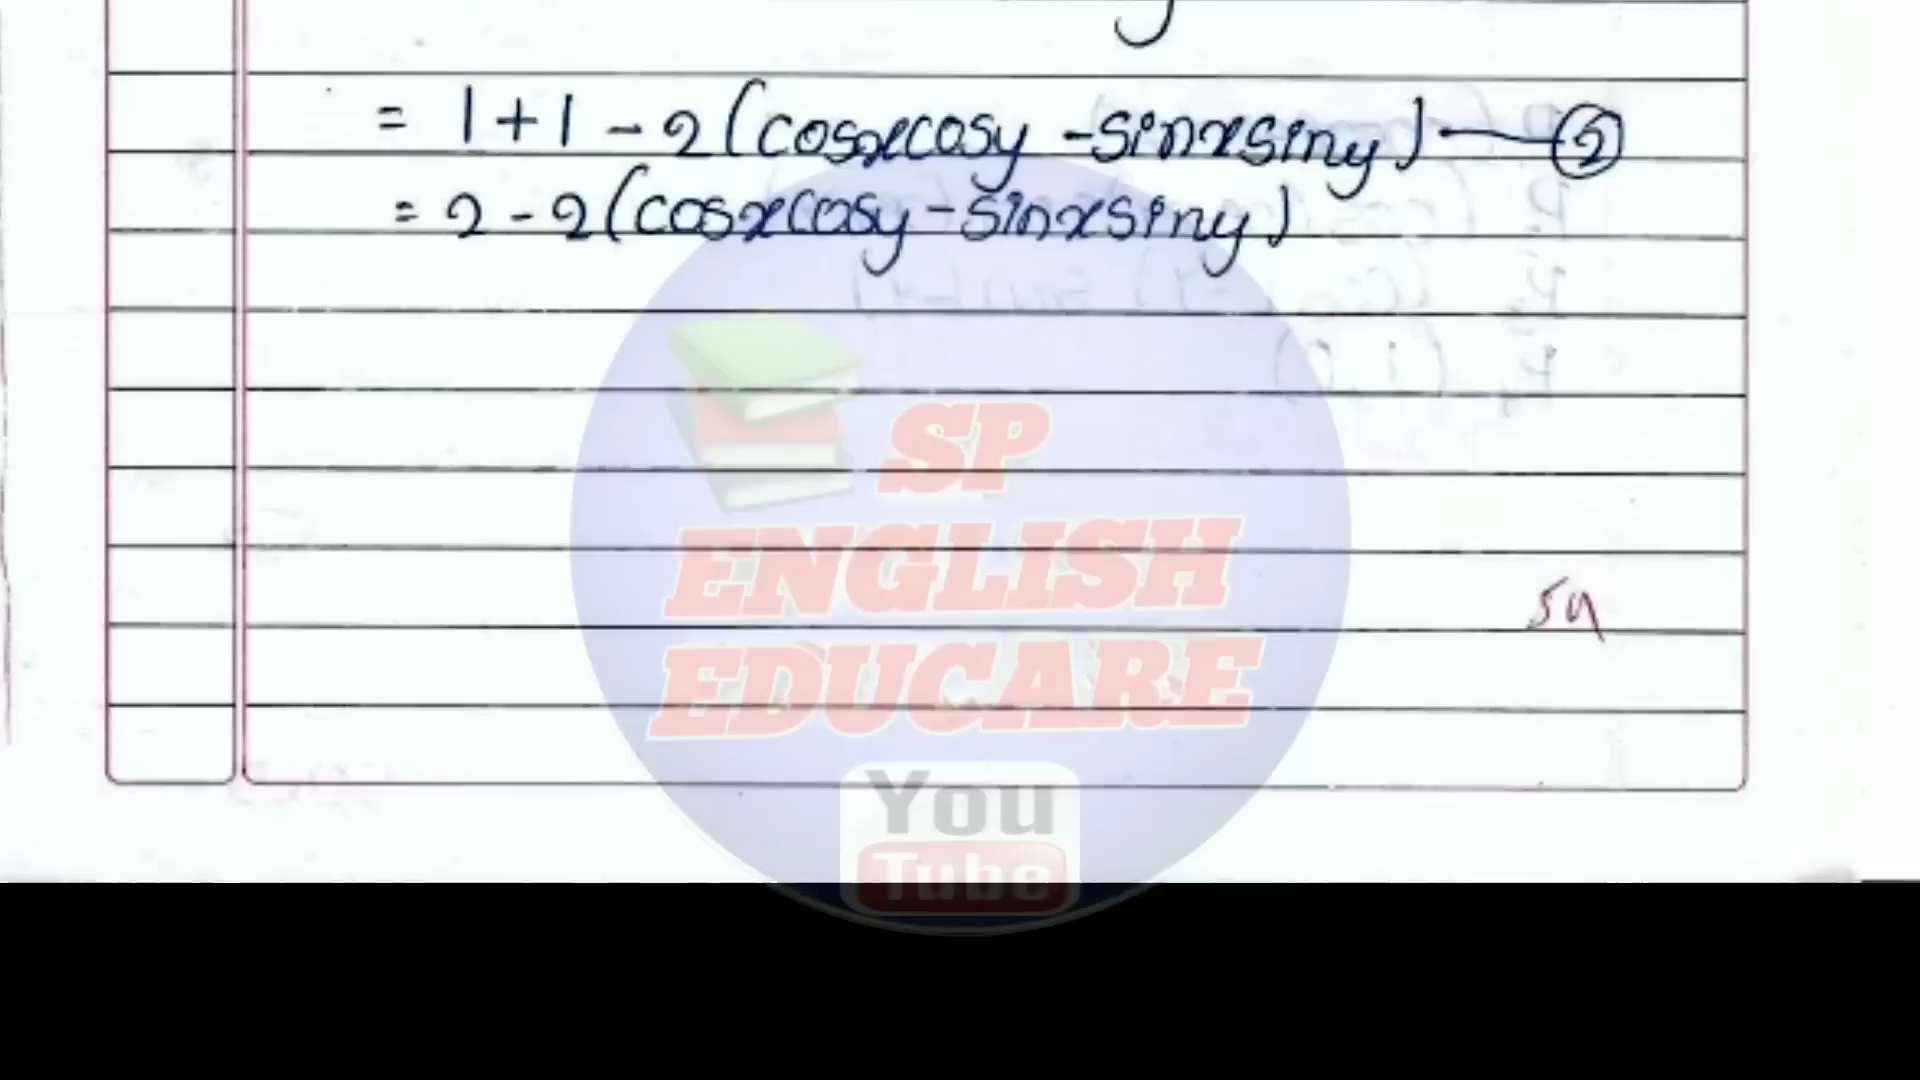 = 1+1 - 2(cosxcosy - sinxsiny) — ②
= 2 - 2(cosxcosy - sinxsiny)
SP
ENGLISH
EDUCARE
You
Tube